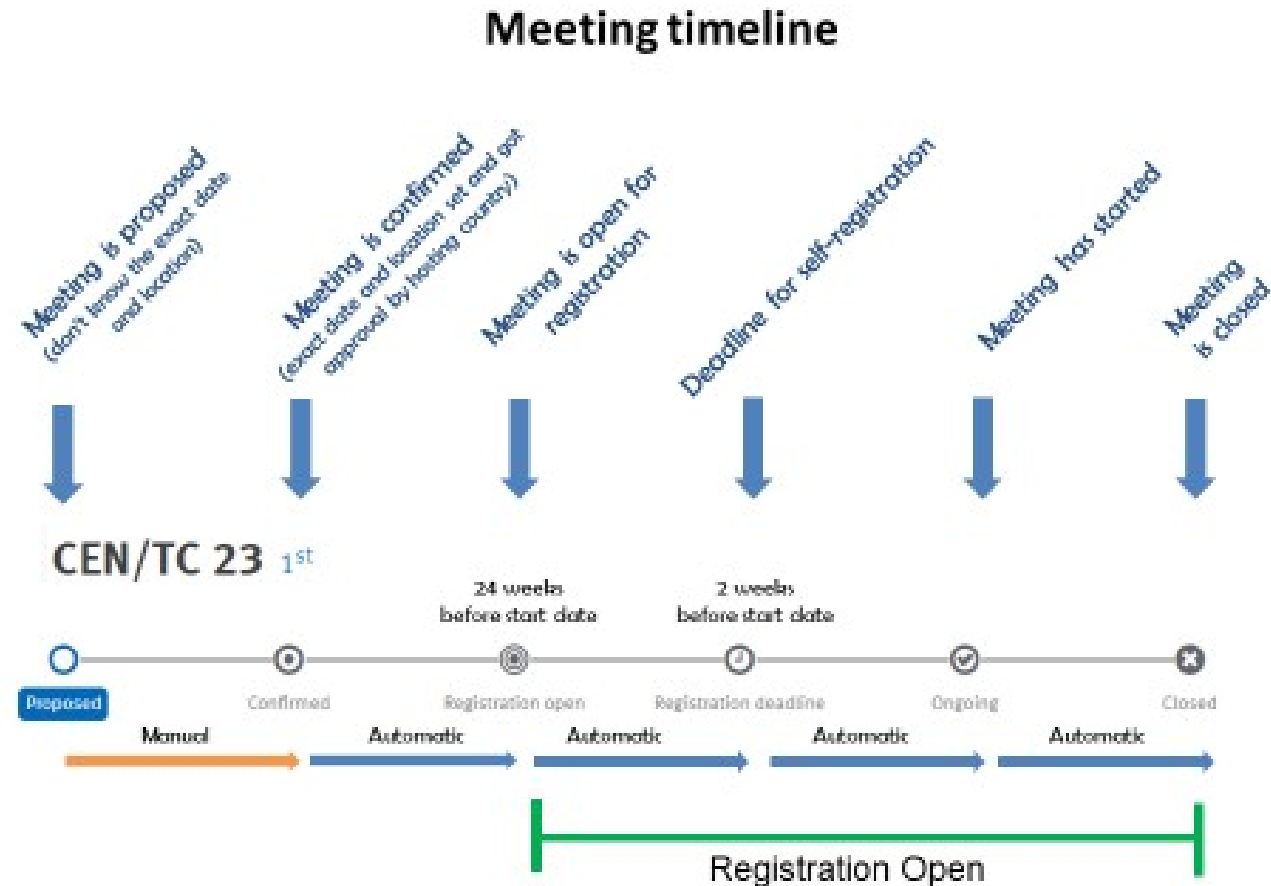 Meeting timeline
Meeting is proposed
(don't know the exact date
and location)
Meeting is confirmed
(exact date and location set and got
approval by hosting country)
Meeting is open for
registration
Deadline for self-registration
Meeting has started
Meeting
is closed
CEN/TC 23 1st
24 weeks
before start date
2 weeks
before start date
Proposed
Confirmed
Registration open
Registration deadline
Ongoing
Closed
Manual
Automatic
Automatic
Automatic
Automatic
Registration Open